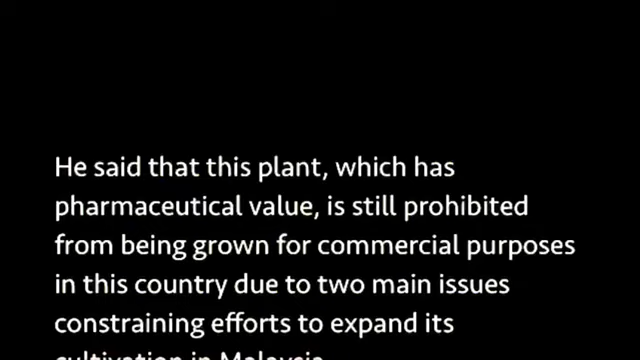 He said that this plant, which has
pharmaceutical value, is still prohibited
from being grown for commercial purposes
in this country due to two main issues
constraining efforts to expand its
cultivation in Malaysia